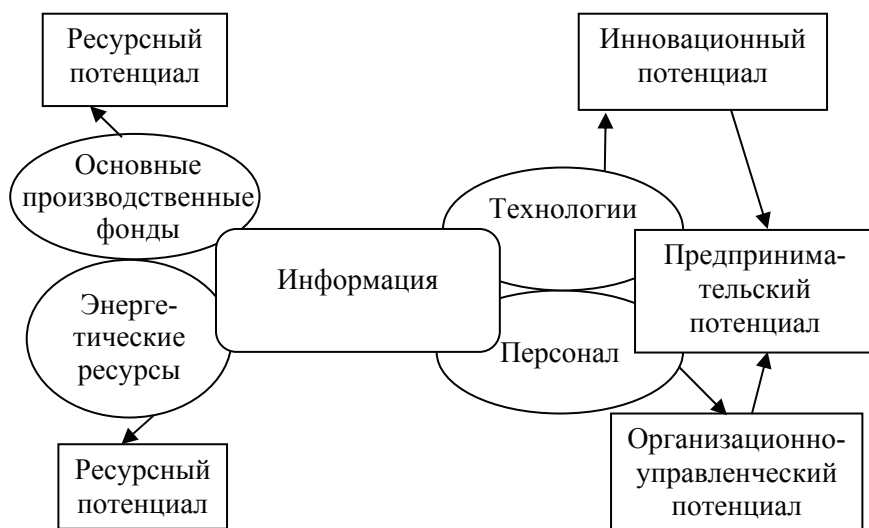 Ресурсный
потенциал
Инновационный
потенциал
Основные
производственные
фонды
Технологии
Информация
Предпринима-
тельский
потенциал
Энерге-
тические
ресурсы
Персонал
Ресурсный
потенциал
Организационно-
управленческий
потенциал